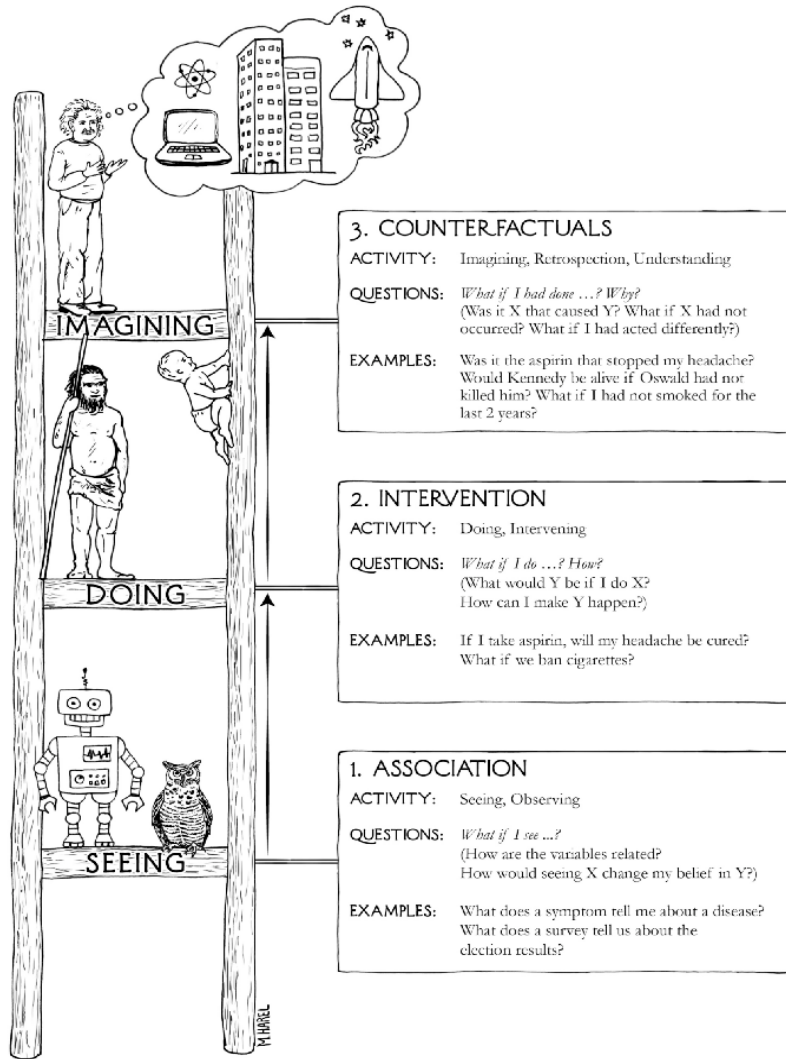 3. COUNTERFACTUALS
ACTIVITY: Imagining, Retrospection, Understanding
QUESTIONS: What if I had done …? Why?
(Was it X that caused Y? What if X had not
occurred? What if I had acted differently?)
EXAMPLES: Was it the aspirin that stopped my headache?
Would Kennedy be alive if Oswald had not
killed him? What if I had not smoked for the
last 2 years?
IMAGINING
2. INTERVENTION
ACTIVITY: Doing, Intervening
QUESTIONS: What if I do …? How?
(What would Y be if I do X?
How can I make Y happen?)
EXAMPLES: If I take aspirin, will my headache be cured?
What if we ban cigarettes?
DOING
1. ASSOCIATION
ACTIVITY: Seeing, Observing
QUESTIONS: What if I see ...?
(How are the variables related?
How would seeing X change my belief in Y?)
EXAMPLES: What does a symptom tell me about a disease?
What does a survey tell us about the
election results?
SEEING
M.HAREL